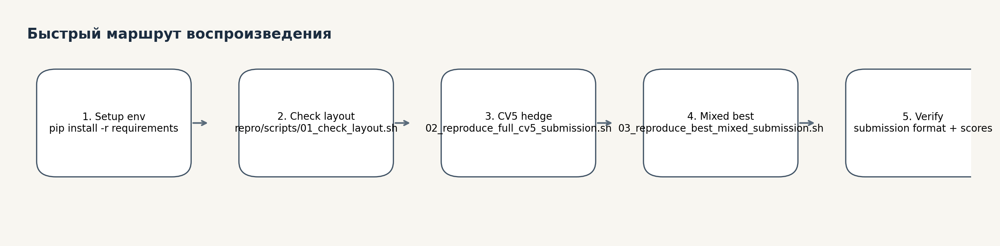 Быстрый маршрут воспроизведения
1. Setup env
pip install -r requirements
2. Check layout
repro/scripts/01_check_layout.sh
3. CV5 hedge
02_reproduce_full_cv5_submission.sh
4. Mixed best
03_reproduce_best_mixed_submission.sh
5. Verify
submission format + scores